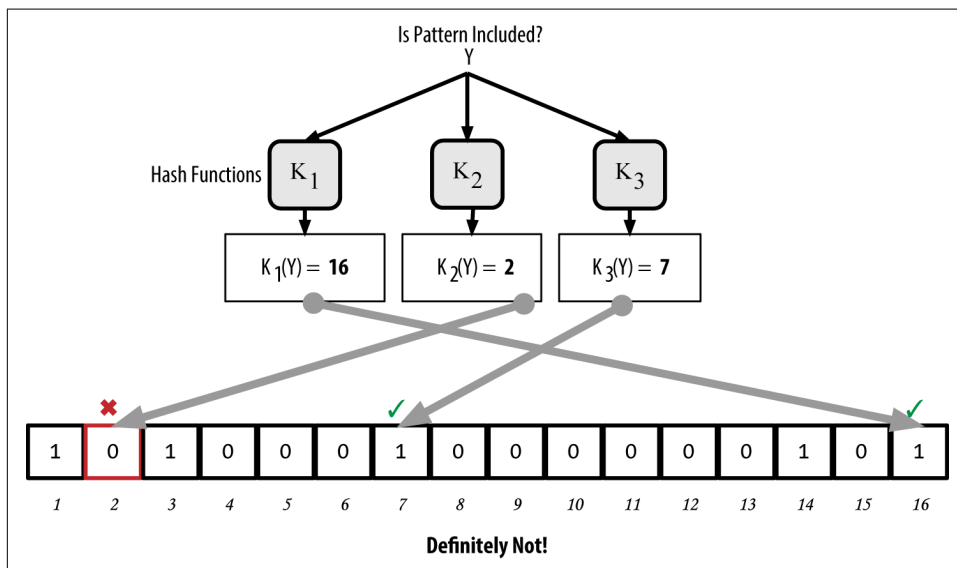 Is Pattern Included?
Y
Hash Functions K1 K2 K3
K1(Y) = 16 K2(Y) = 2 K3(Y) = 7
✖ ✓ ✓
1 0 1 0 0 0 1 0 0 0 0 0 0 1 0 1
1 2 3 4 5 6 7 8 9 10 11 12 13 14 15 16
Definitely Not!